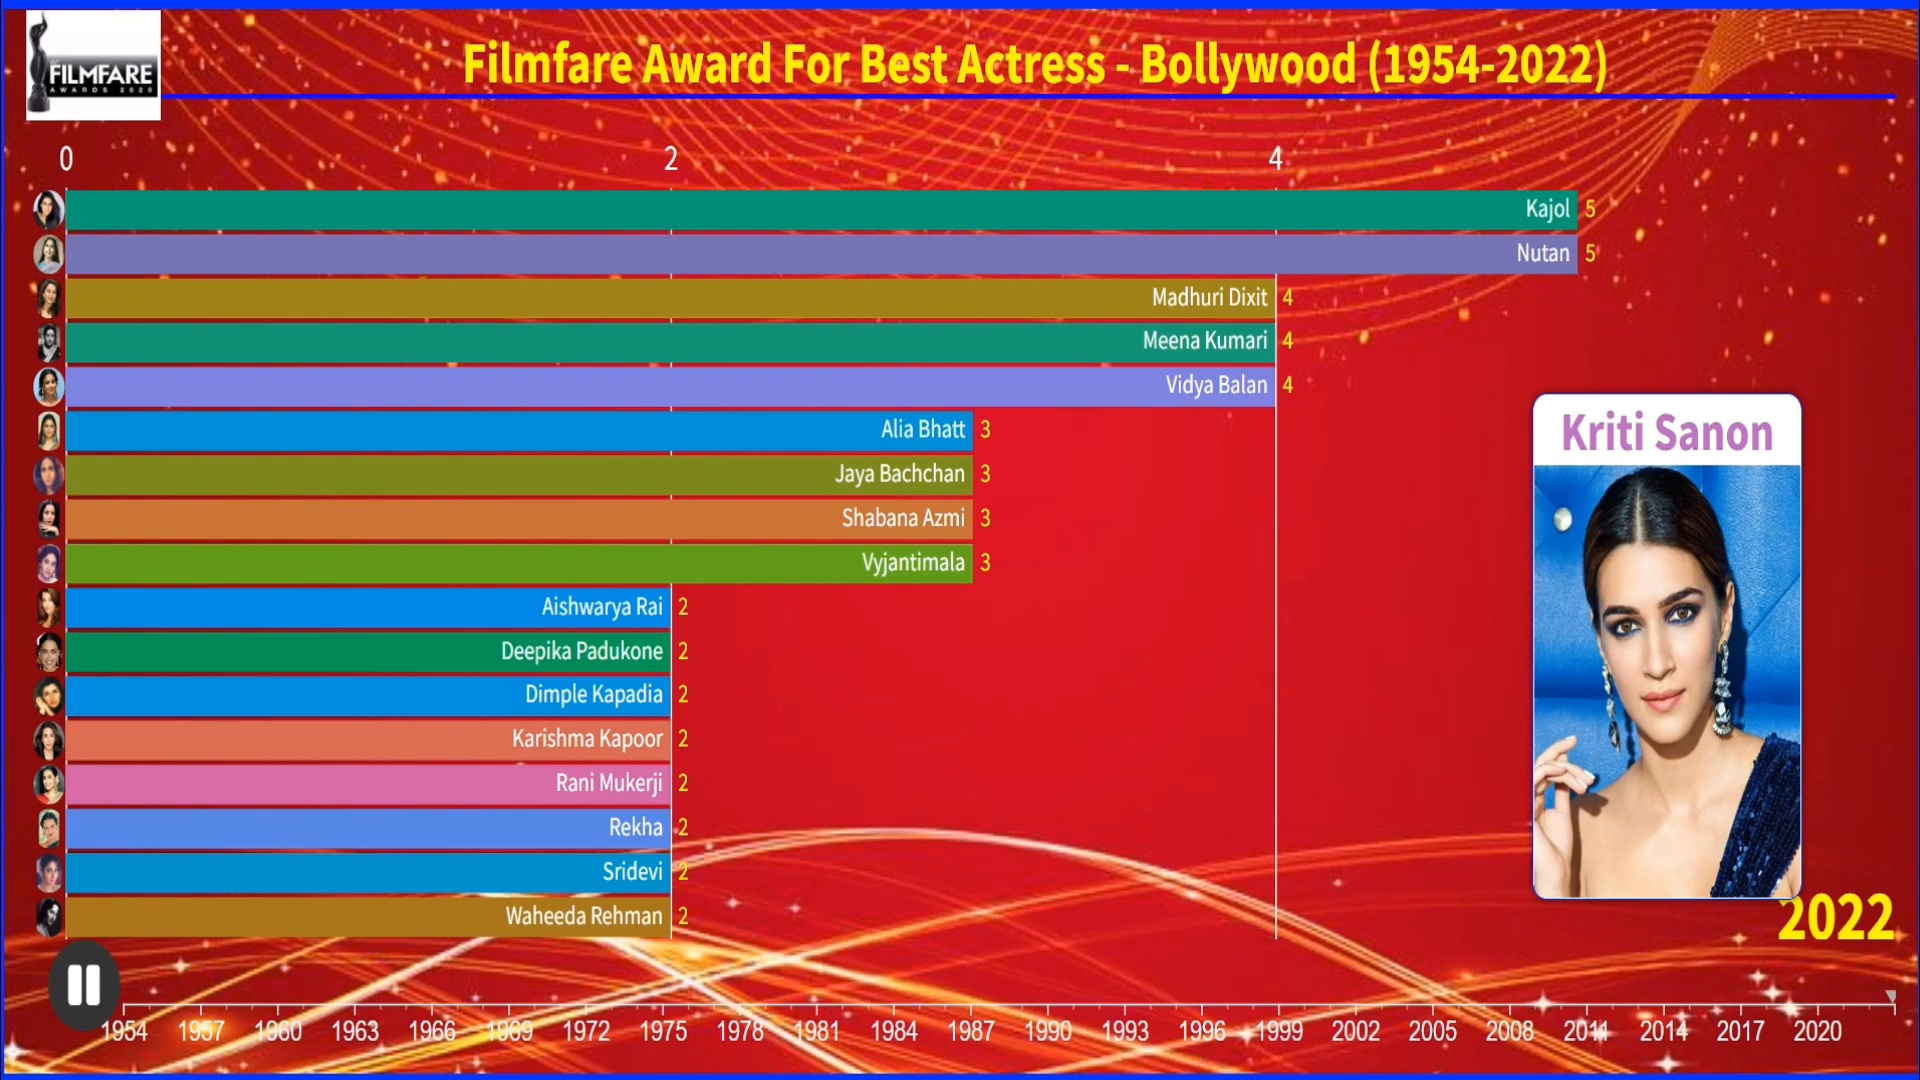 FILMFARE
AWARDS 2020
Filmfare Award For Best Actress - Bollywood (1954-2022)
0 2 4
Kajol 5
Nutan 5
Madhuri Dixit 4
Meena Kumari 4
Vidya Balan 4
Alia Bhatt 3
Jaya Bachchan 3
Shabana Azmi 3
Vyjantimala 3
Aishwarya Rai 2
Deepika Padukone 2
Dimple Kapadia 2
Karishma Kapoor 2
Rani Mukerji 2
Rekha 2
Sridevi 2
Waheeda Rehman 2
Kriti Sanon
2022
1954 1957 1960 1963 1966 1969 1972 1975 1978 1981 1984 1987 1990 1993 1996 1999 2002 2005 2008 2011 2014 2017 2020